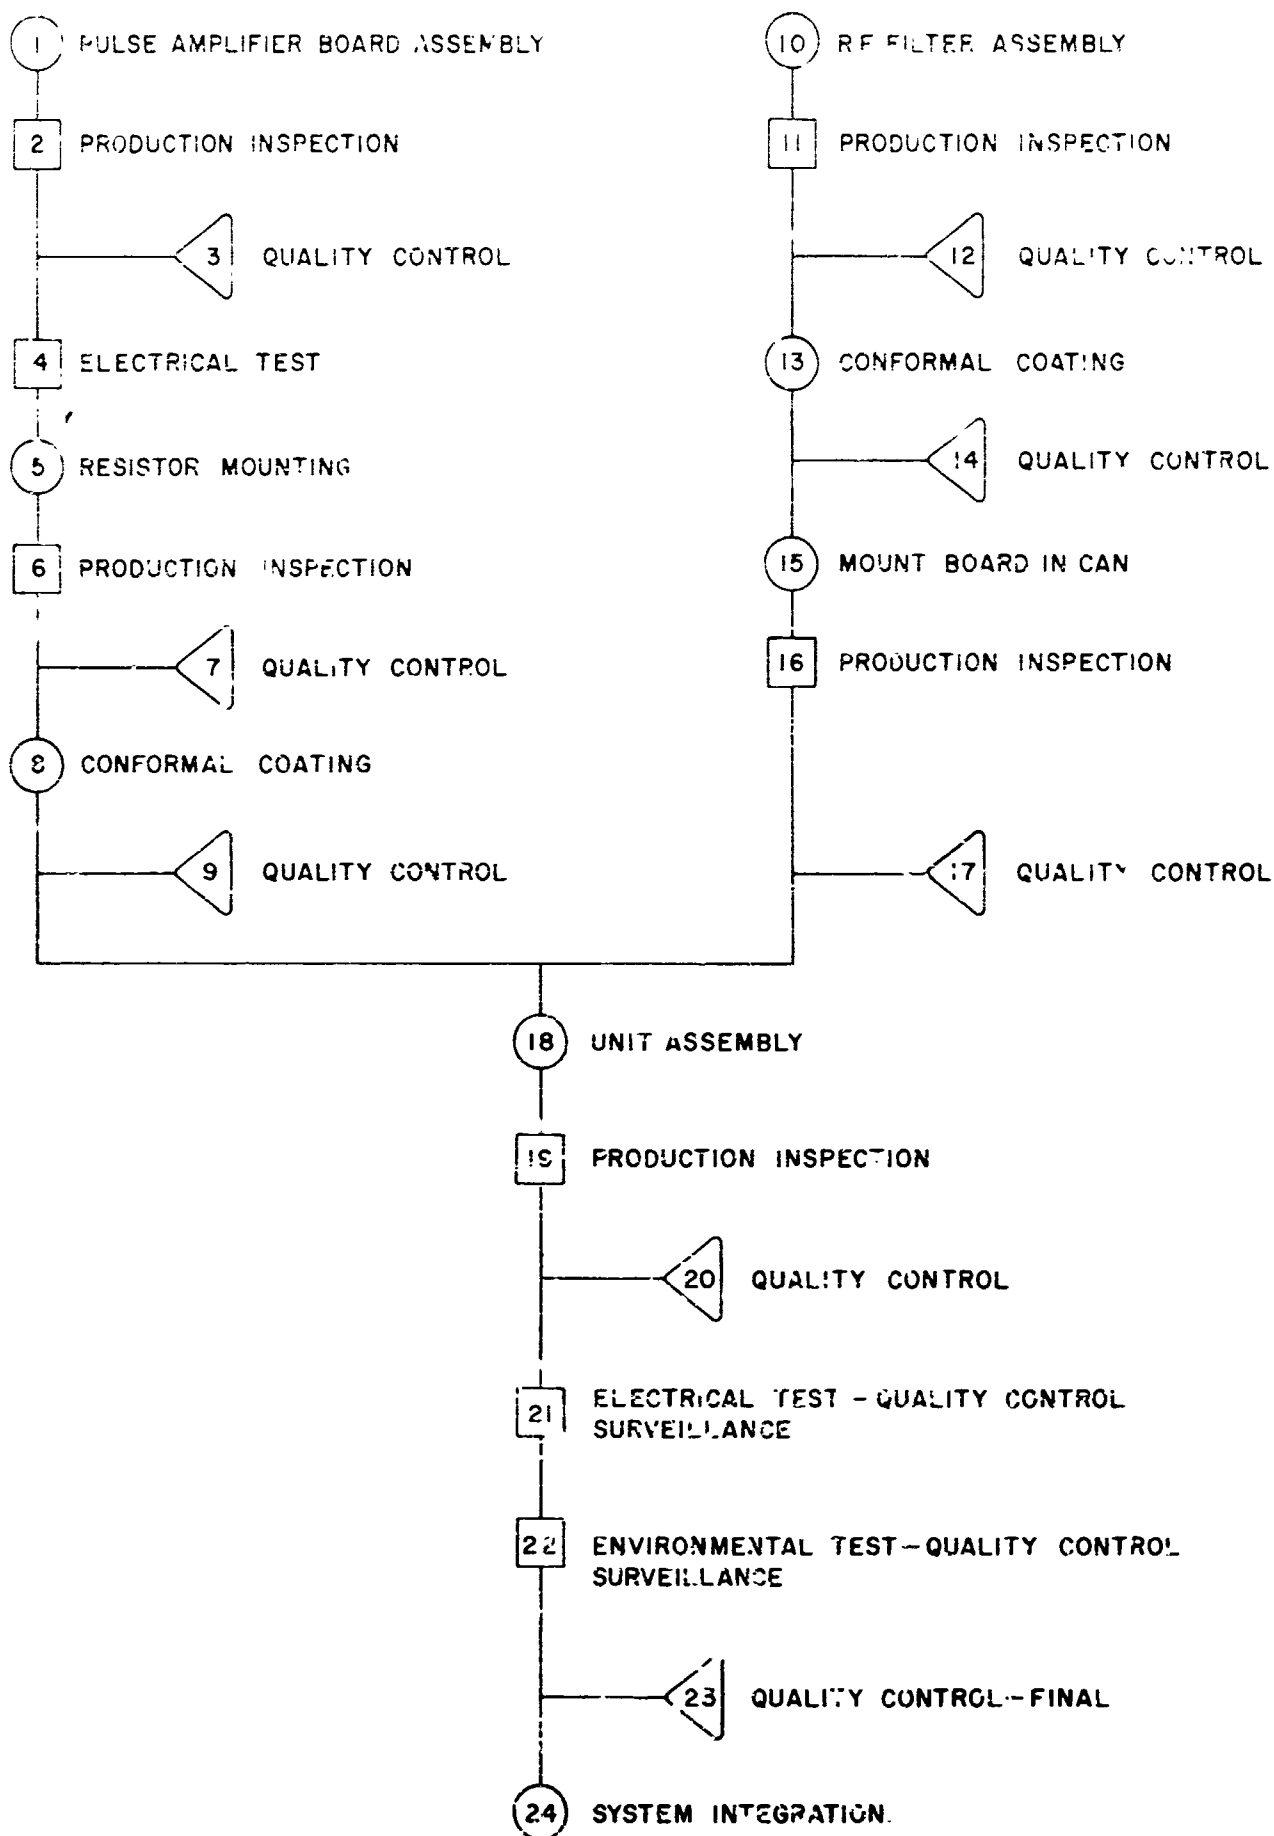 1 PULSE AMPLIFIER BOARD ASSEMBLY
2 PRODUCTION INSPECTION
3 QUALITY CONTROL
4 ELECTRICAL TEST
5 RESISTOR MOUNTING
6 PRODUCTION INSPECTION
7 QUALITY CONTROL
8 CONFORMAL COATING
9 QUALITY CONTROL
10 RF FILTER ASSEMBLY
11 PRODUCTION INSPECTION
12 QUALITY CONTROL
13 CONFORMAL COATING
14 QUALITY CONTROL
15 MOUNT BOARD IN CAN
16 PRODUCTION INSPECTION
17 QUALITY CONTROL
18 UNIT ASSEMBLY
19 PRODUCTION INSPECTION
20 QUALITY CONTROL
21 ELECTRICAL TEST - QUALITY CONTROL
SURVEILLANCE
22 ENVIRONMENTAL TEST-QUALITY CONTROL
SURVEILLANCE
23 QUALITY CONTROL-FINAL
24 SYSTEM INTEGRATION.